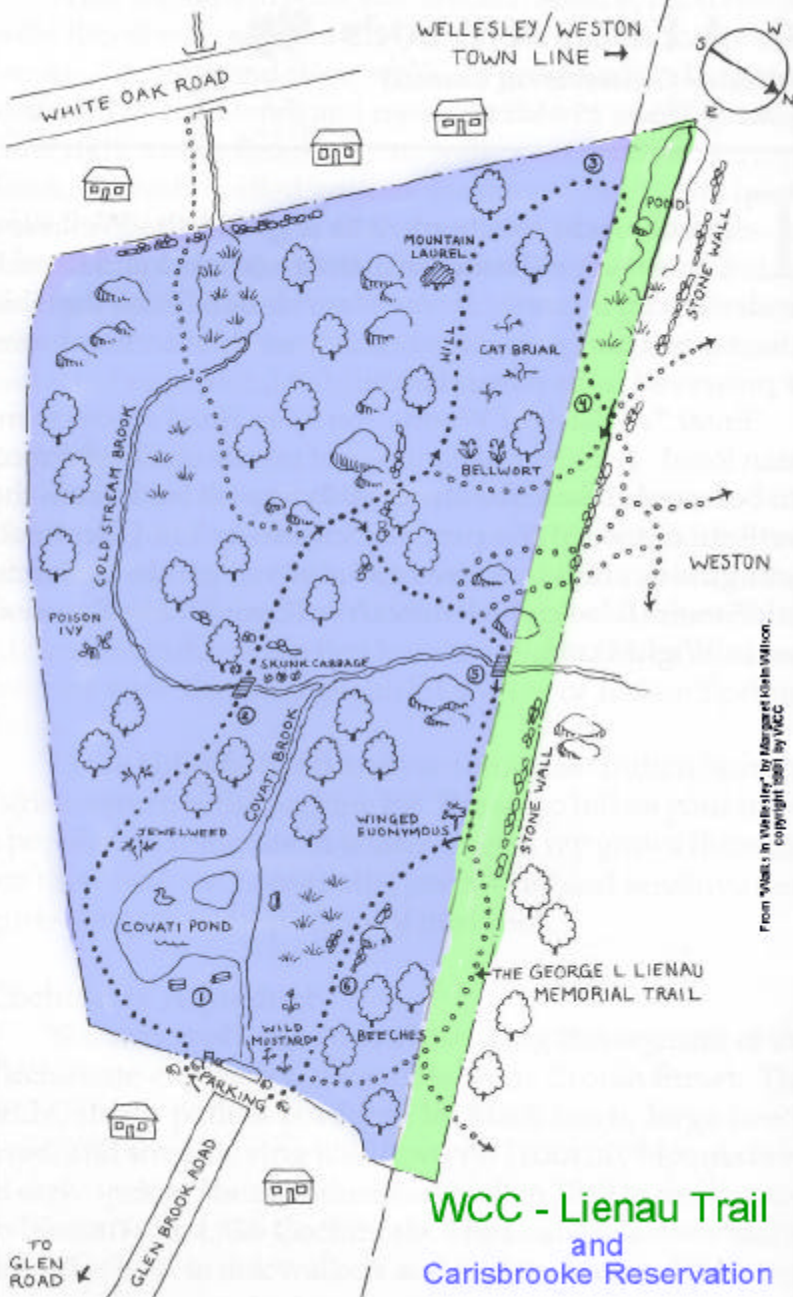 WELLESLEY/WESTON
TOWN LINE →
W
S
N
E
WHITE OAK ROAD
3
POND
STONE WALL
MOUNTAIN
LAUREL
HILL
CAT BRIAR
4
BELLWORT
COLD STREAM BROOK
WESTON
POISON
IVY
SKUNK CABBAGE
5
2
COVATI BROOK
STONE WALL
JEWELWEED
WINGED
EUONYMOUS
COVATI POND
THE GEORGE L LIENAU
MEMORIAL TRAIL
1
6
WILD
MUSTARD
BEECHES
PARKING
GLEN BROOK ROAD
TO
GLEN
ROAD
WCC - Lienau Trail
and
Carisbrooke Reservation
From "Walks in Wellesley" by Margaret Klein Wilson
copyright 1991 by WCC